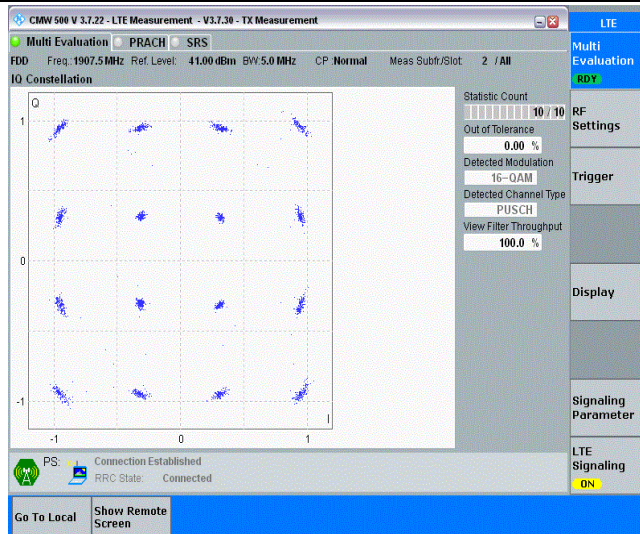 CMW 500 V 3.7.22 - LTE Measurement - V3.7.30 - TX Measurement
LTE
Multi Evaluation PRACH SRS
Multi
Evaluation
RDY
FDD Freq.:1907.5 MHz Ref. Level: 41.00 dBm BW:5.0 MHz CP :Normal Meas Subfr./Slot 2 / All
IQ Constellation
Q
1
0
-1
-1 0 1
I
Statistic Count
10 / 10
Out of Tolerance
0.00 %
Detected Modulation
16-QAM
Detected Channel Type
PUSCH
View Filter Throughput
100.0 %
RF
Settings
Trigger
Display
Signaling
Parameter
LTE
Signaling
ON
PS: Connection Established
RRC State: Connected
Go To Local
Show Remote
Screen